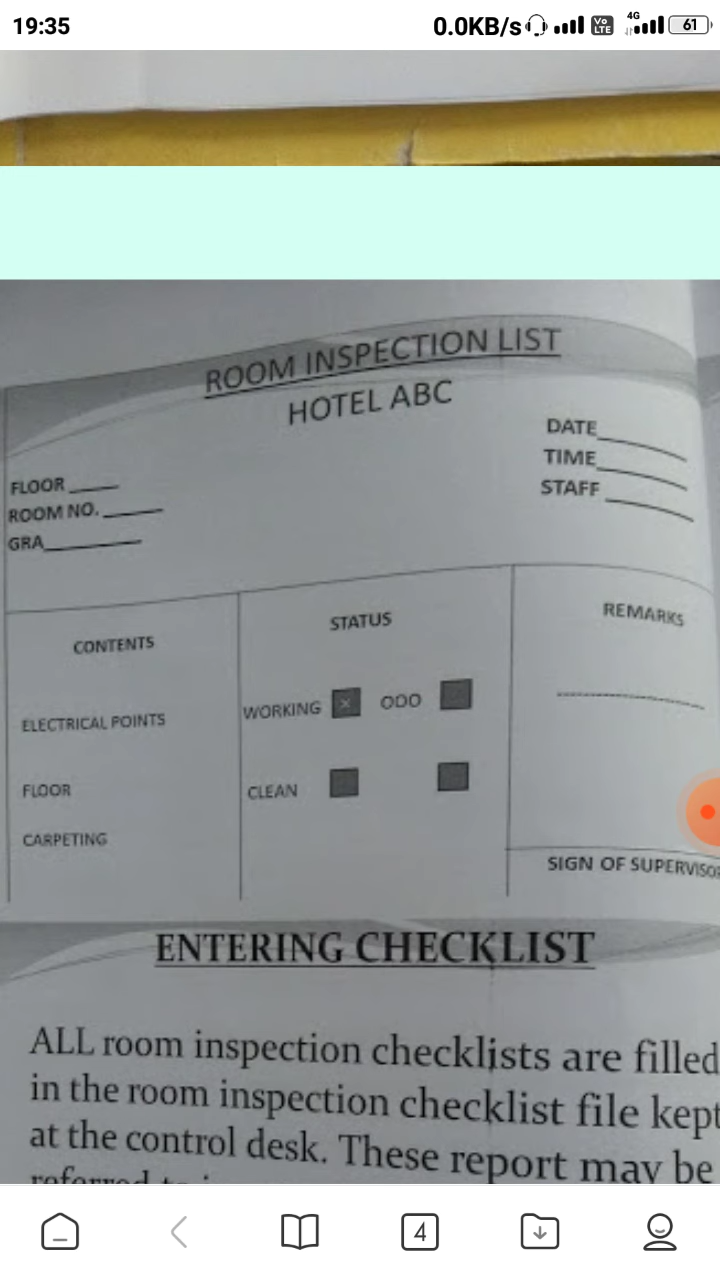 19:35
0.0KB/s
Vo LTE
4G
61
ROOM INSPECTION LIST
HOTEL ABC
DATE
TIME
STAFF
FLOOR
ROOM NO.
GRA
CONTENTS
STATUS
REMARKS
ELECTRICAL POINTS
WORKING
x
OOO
FLOOR
CLEAN
CARPETING
SIGN OF SUPERVISOR
ENTERING CHECKLIST
ALL room inspection checklists are filled
in the room inspection checklist file kept
at the control desk. These report may be
4